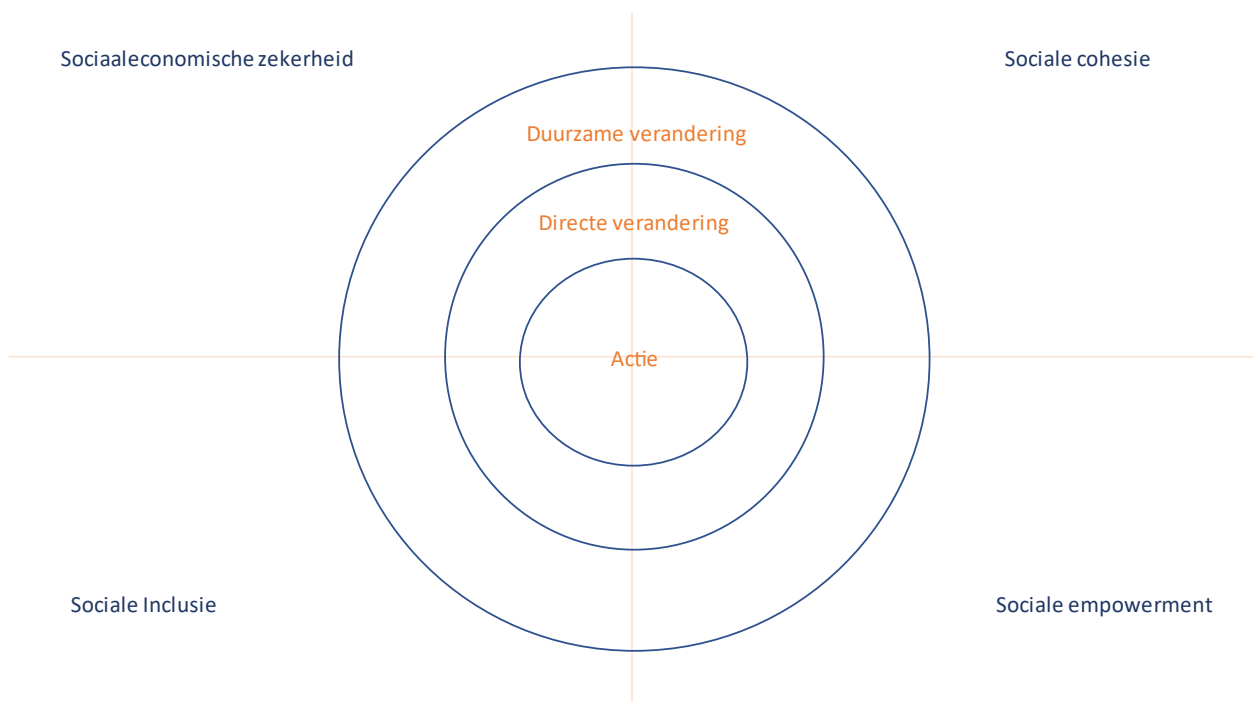 Sociaaleconomische zekerheid
Sociale cohesie
Duurzame verandering
Directe verandering
Actie
Sociale Inclusie
Sociale empowerment